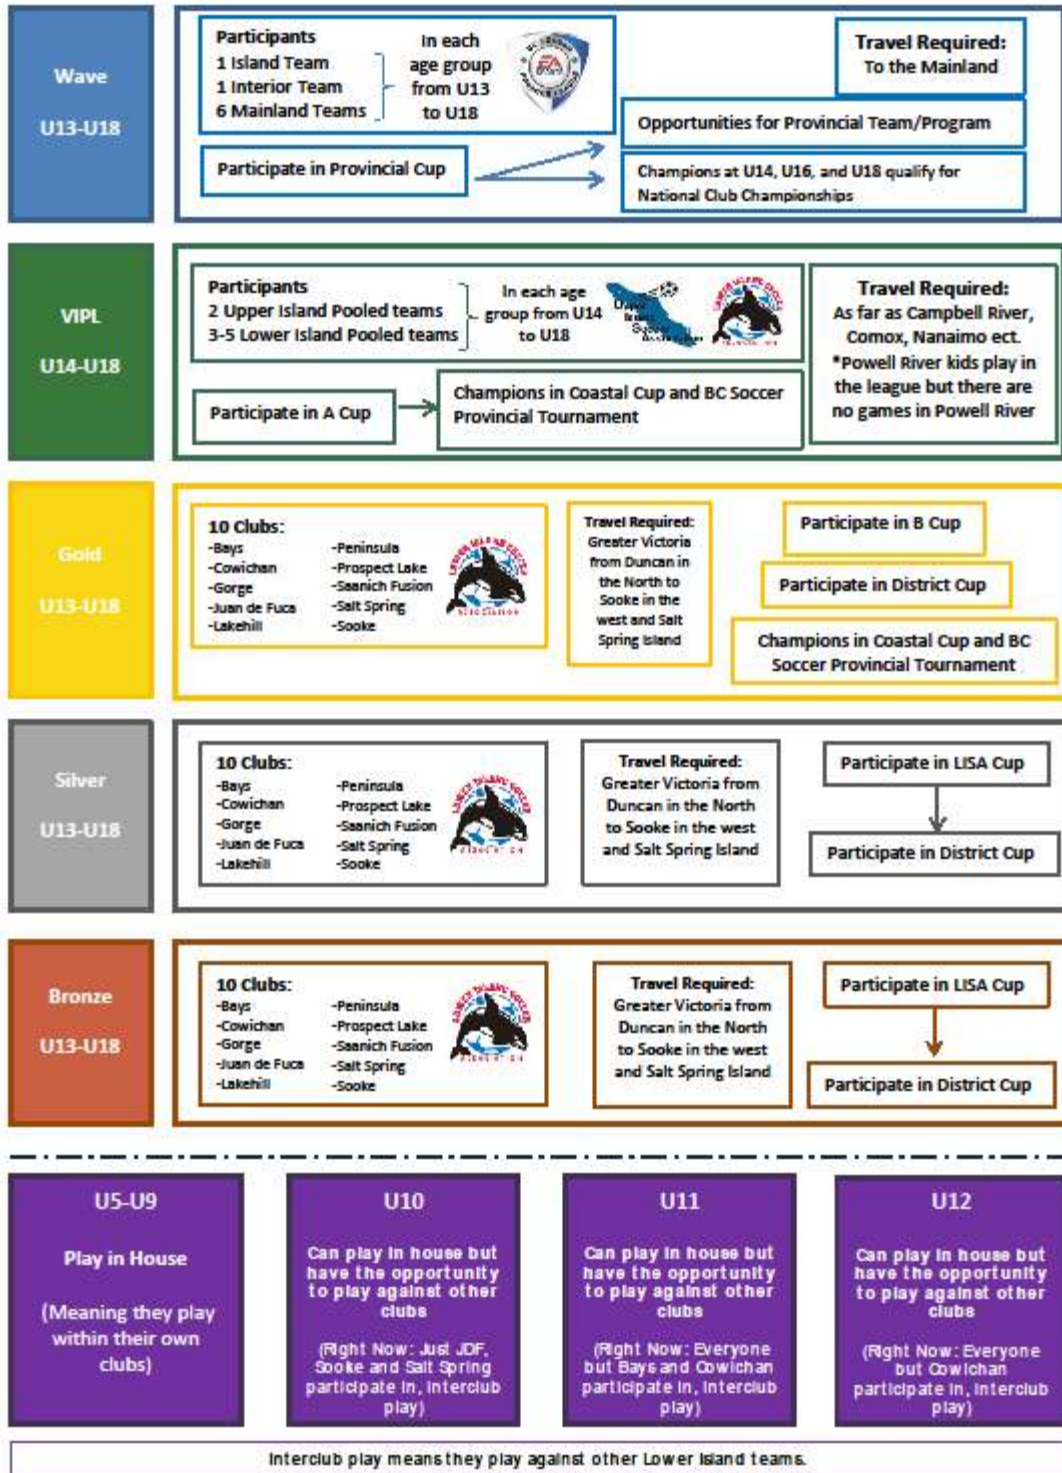 Wave
U13-U18
Participants
1 Island Team
1 Interior Team
6 Mainland Teams
In each
age group
from U13
to U18
EA
Travel Required:
To the Mainland
Opportunities for Provincial Team/Program
Participate in Provincial Cup
Champions at U14, U16, and U18 qualify for
National Club Championships
VIPL
U14-U18
Participants
2 Upper Island Pooled teams
3-5 Lower Island Pooled teams
In each age
group from U14
to U18
LOWER ISLAND SOCCER
ASSOCIATION
Travel Required:
As far as Campbell River,
Comox, Nanaimo ect.
*Powell River kids play in
the league but there are
no games in Powell River
Participate in A Cup
Champions in Coastal Cup and BC Soccer
Provincial Tournament
Gold
U13-U18
10 Clubs:
-Bays
-Cowichan
-Gorge
-Juan de Fuca
-Lakehill
-Peninsula
-Prospect Lake
-Saanich Fusion
-Salt Spring
-Sooke
LOWER ISLAND SOCCER
ASSOCIATION
Travel Required:
Greater Victoria
from Duncan in
the North to
Sooke in the
west and Salt
Spring Island
Participate in B Cup
Participate in District Cup
Champions in Coastal Cup and BC
Soccer Provincial Tournament
Silver
U13-U18
10 Clubs:
-Bays
-Cowichan
-Gorge
-Juan de Fuca
-Lakehill
-Peninsula
-Prospect Lake
-Saanich Fusion
-Salt Spring
-Sooke
LOWER ISLAND SOCCER
ASSOCIATION
Travel Required:
Greater Victoria from
Duncan in the North
to Sooke in the west
and Salt Spring Island
Participate in LISA Cup
Participate in District Cup
Bronze
U13-U18
10 Clubs:
-Bays
-Cowichan
-Gorge
-Juan de Fuca
-Lakehill
-Peninsula
-Prospect Lake
-Saanich Fusion
-Salt Spring
-Sooke
LOWER ISLAND SOCCER
ASSOCIATION
Travel Required:
Greater Victoria from
Duncan in the North
to Sooke in the west
and Salt Spring Island
Participate in LISA Cup
Participate in District Cup
U5-U9
Play in House
(Meaning they play
within their own
clubs)
U10
Can play in house but
have the opportunity
to play against other
clubs
(Right Now: Just JDF,
Sooke and Salt Spring
participate in, interclub
play)
U11
Can play in house but
have the opportunity
to play against other
clubs
(Right Now: Everyone
but Bays and Cowichan
participate in, interclub
play)
U12
Can play in house but
have the opportunity
to play against other
clubs
(Right Now: Everyone
but Cowichan
participate in, interclub
play)
Interclub play means they play against other Lower Island teams.